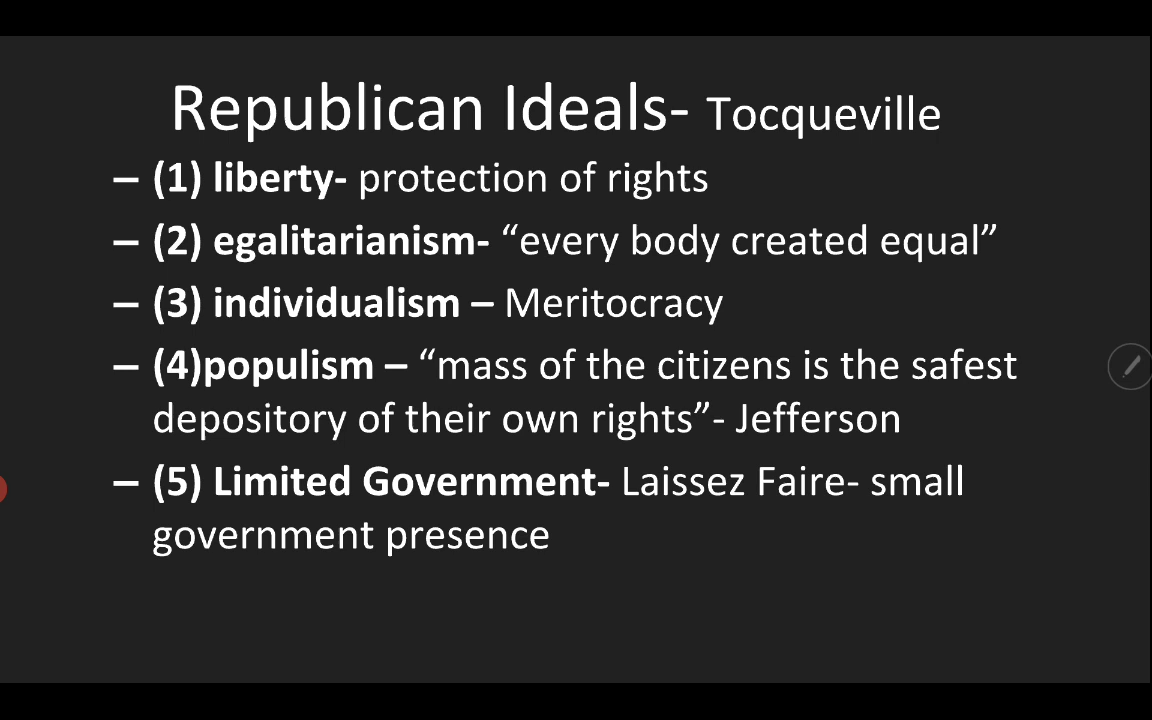 Republican Ideals- Tocqueville
– (1) liberty- protection of rights
– (2) egalitarianism- “every body created equal”
– (3) individualism – Meritocracy
– (4)populism – “mass of the citizens is the safest
depository of their own rights”- Jefferson
– (5) Limited Government- Laissez Faire- small
government presence